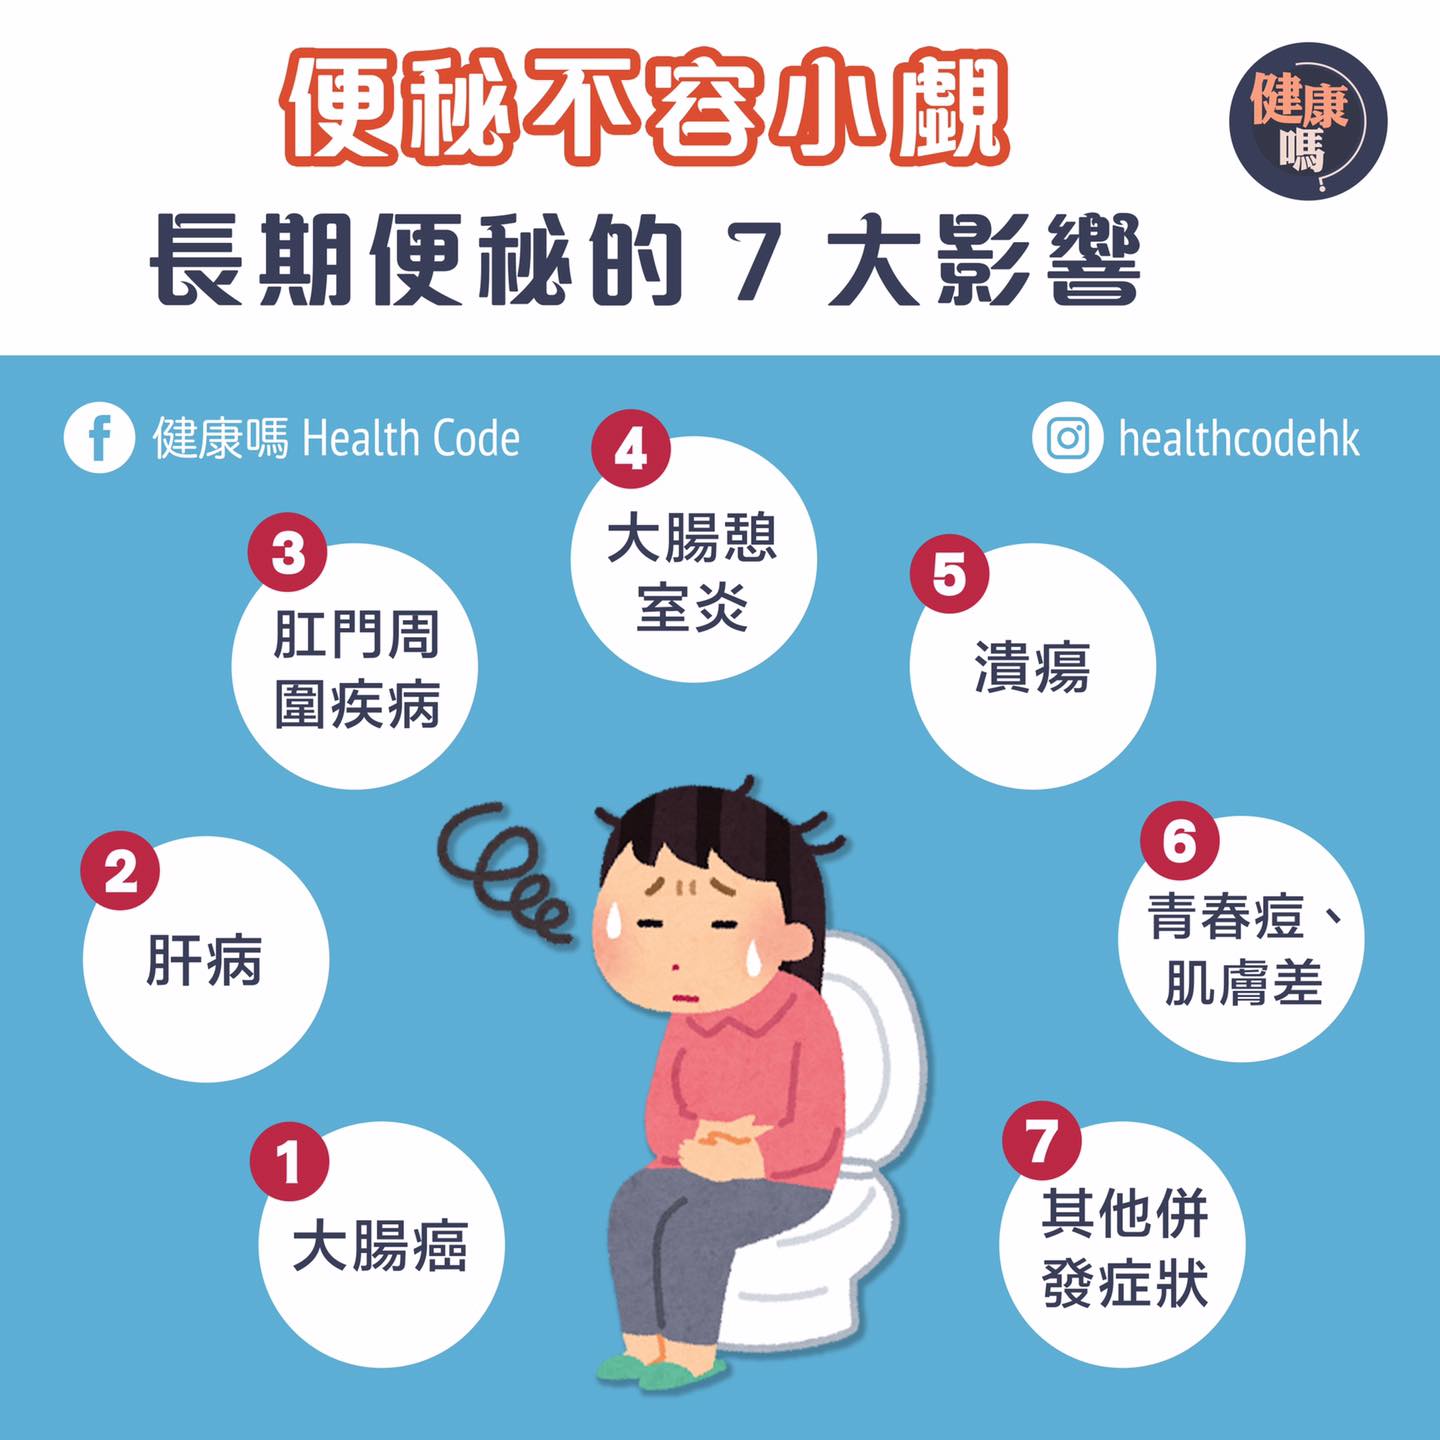 便秘不容小覷
健康
嗎?
長期便秘的 7 大影響
健康嗎 Health Code
healthcodehk
1
大腸癌
2
肝病
3
肛門周
圍疾病
4
大腸憩
室炎
5
潰瘍
6
青春痘、
肌膚差
7
其他併
發症狀